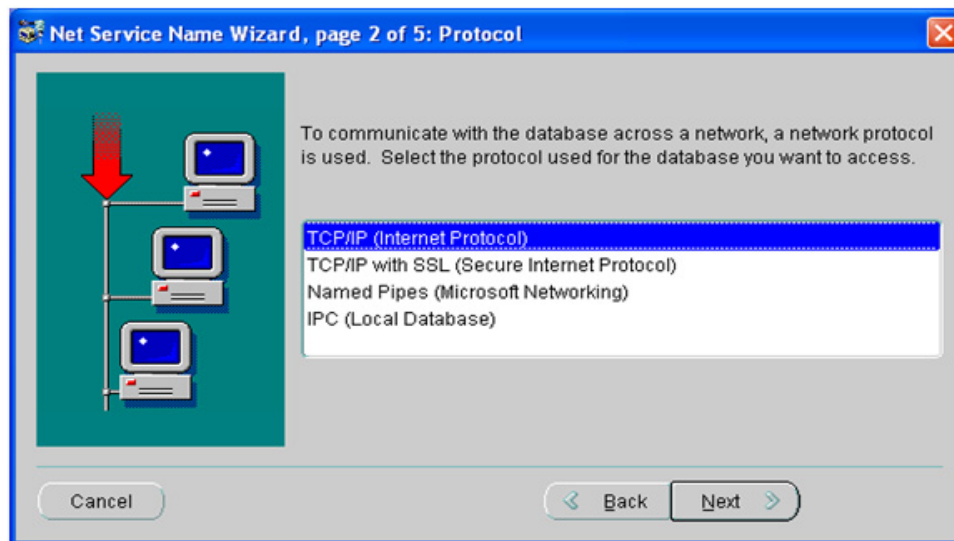 Net Service Name Wizard, page 2 of 5: Protocol
To communicate with the database across a network, a network protocol
is used. Select the protocol used for the database you want to access.
TCP/IP (Internet Protocol)
TCP/IP with SSL (Secure Internet Protocol)
Named Pipes (Microsoft Networking)
IPC (Local Database)
Cancel
Back
Next